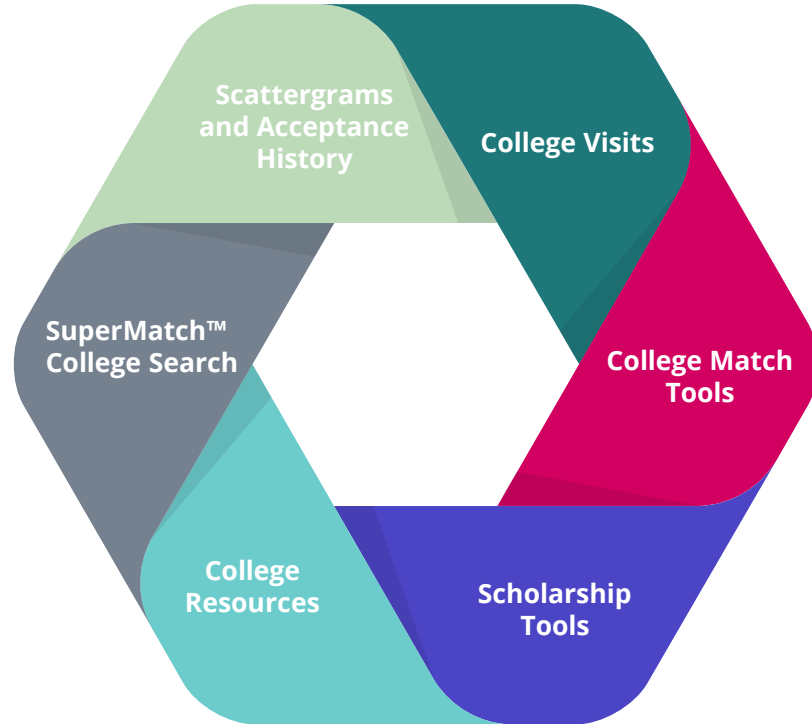 Scattergrams
and Acceptance
History
College Visits
SuperMatch™
College Search
College Match
Tools
College
Resources
Scholarship
Tools